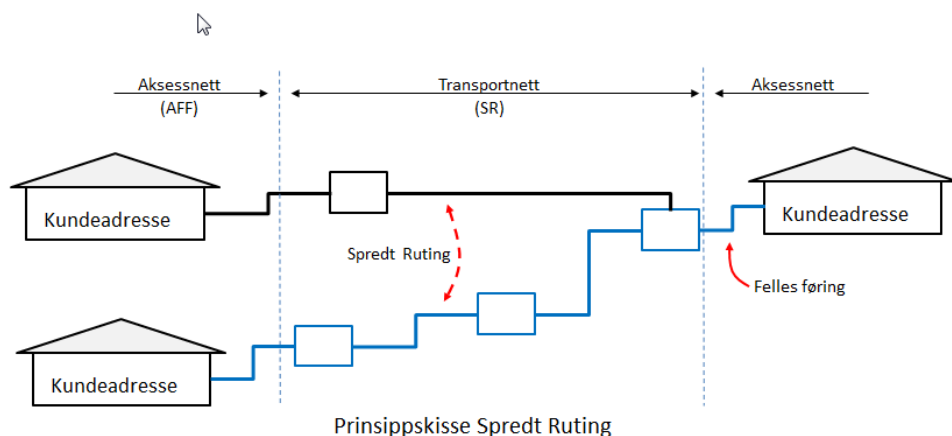 Aksessnett
(AFF)
Transportnett
(SR)
Aksessnett
Kundeadresse
Kundeadresse
Spredt Ruting
Felles føring
Kundeadresse
Prinsippskisse Spredt Ruting